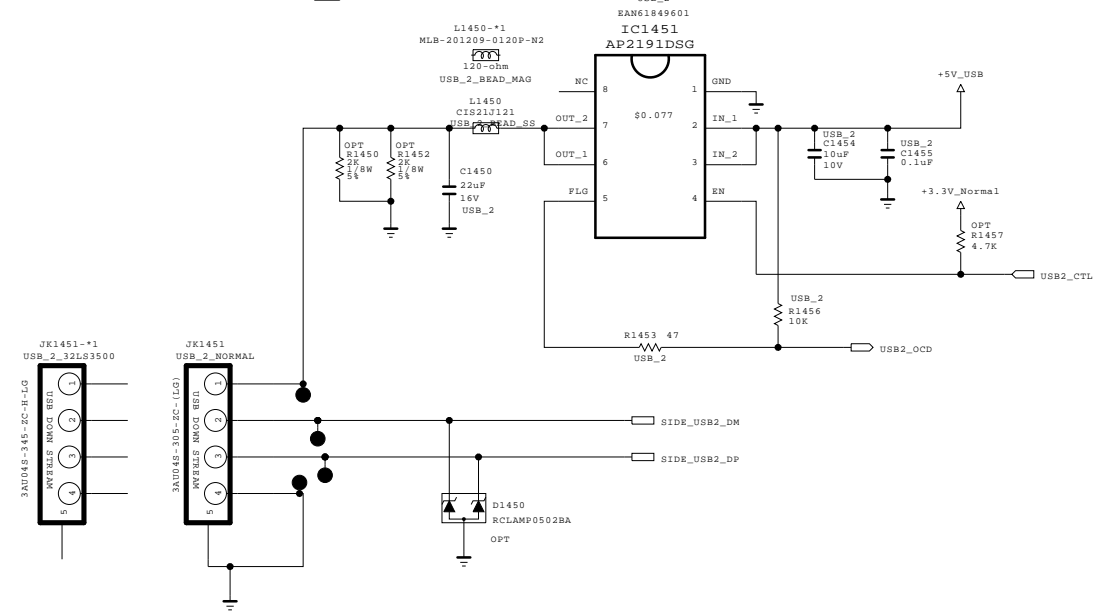 EAN61849601
IC1451
AP2191DSG
L1450-*1
MLB-201209-0120P-N2
120-ohm
USB_2_BEAD_MAG
L1450
CIS21J121
USB_2_BEAD_SS
NC
8
1
GND
$0.077
OUT_2
7
2
IN_1
OUT_1
6
3
IN_2
FLG
5
4
EN
+5V_USB
USB_2
C1454
10uF
10V
USB_2
C1455
0.1uF
OPT
R1450
2K
1/8W
5%
OPT
R1452
2K
1/8W
5%
C1450
22uF
16V
USB_2
+3.3V_Normal
OPT
R1457
4.7K
USB2_CTL
USB_2
R1456
10K
R1453 47
USB_2
USB2_OCD
JK1451-*1
USB_2_32LS3500
3AU04S-345-ZC-H-LG
USB DOWN STREAM
1
2
3
4
5
JK1451
USB_2_NORMAL
3AU04S-305-ZC-(LG)
USB DOWN STREAM
1
2
3
4
5
SIDE_USB2_DM
SIDE_USB2_DP
D1450
RCLAMP0502BA
OPT